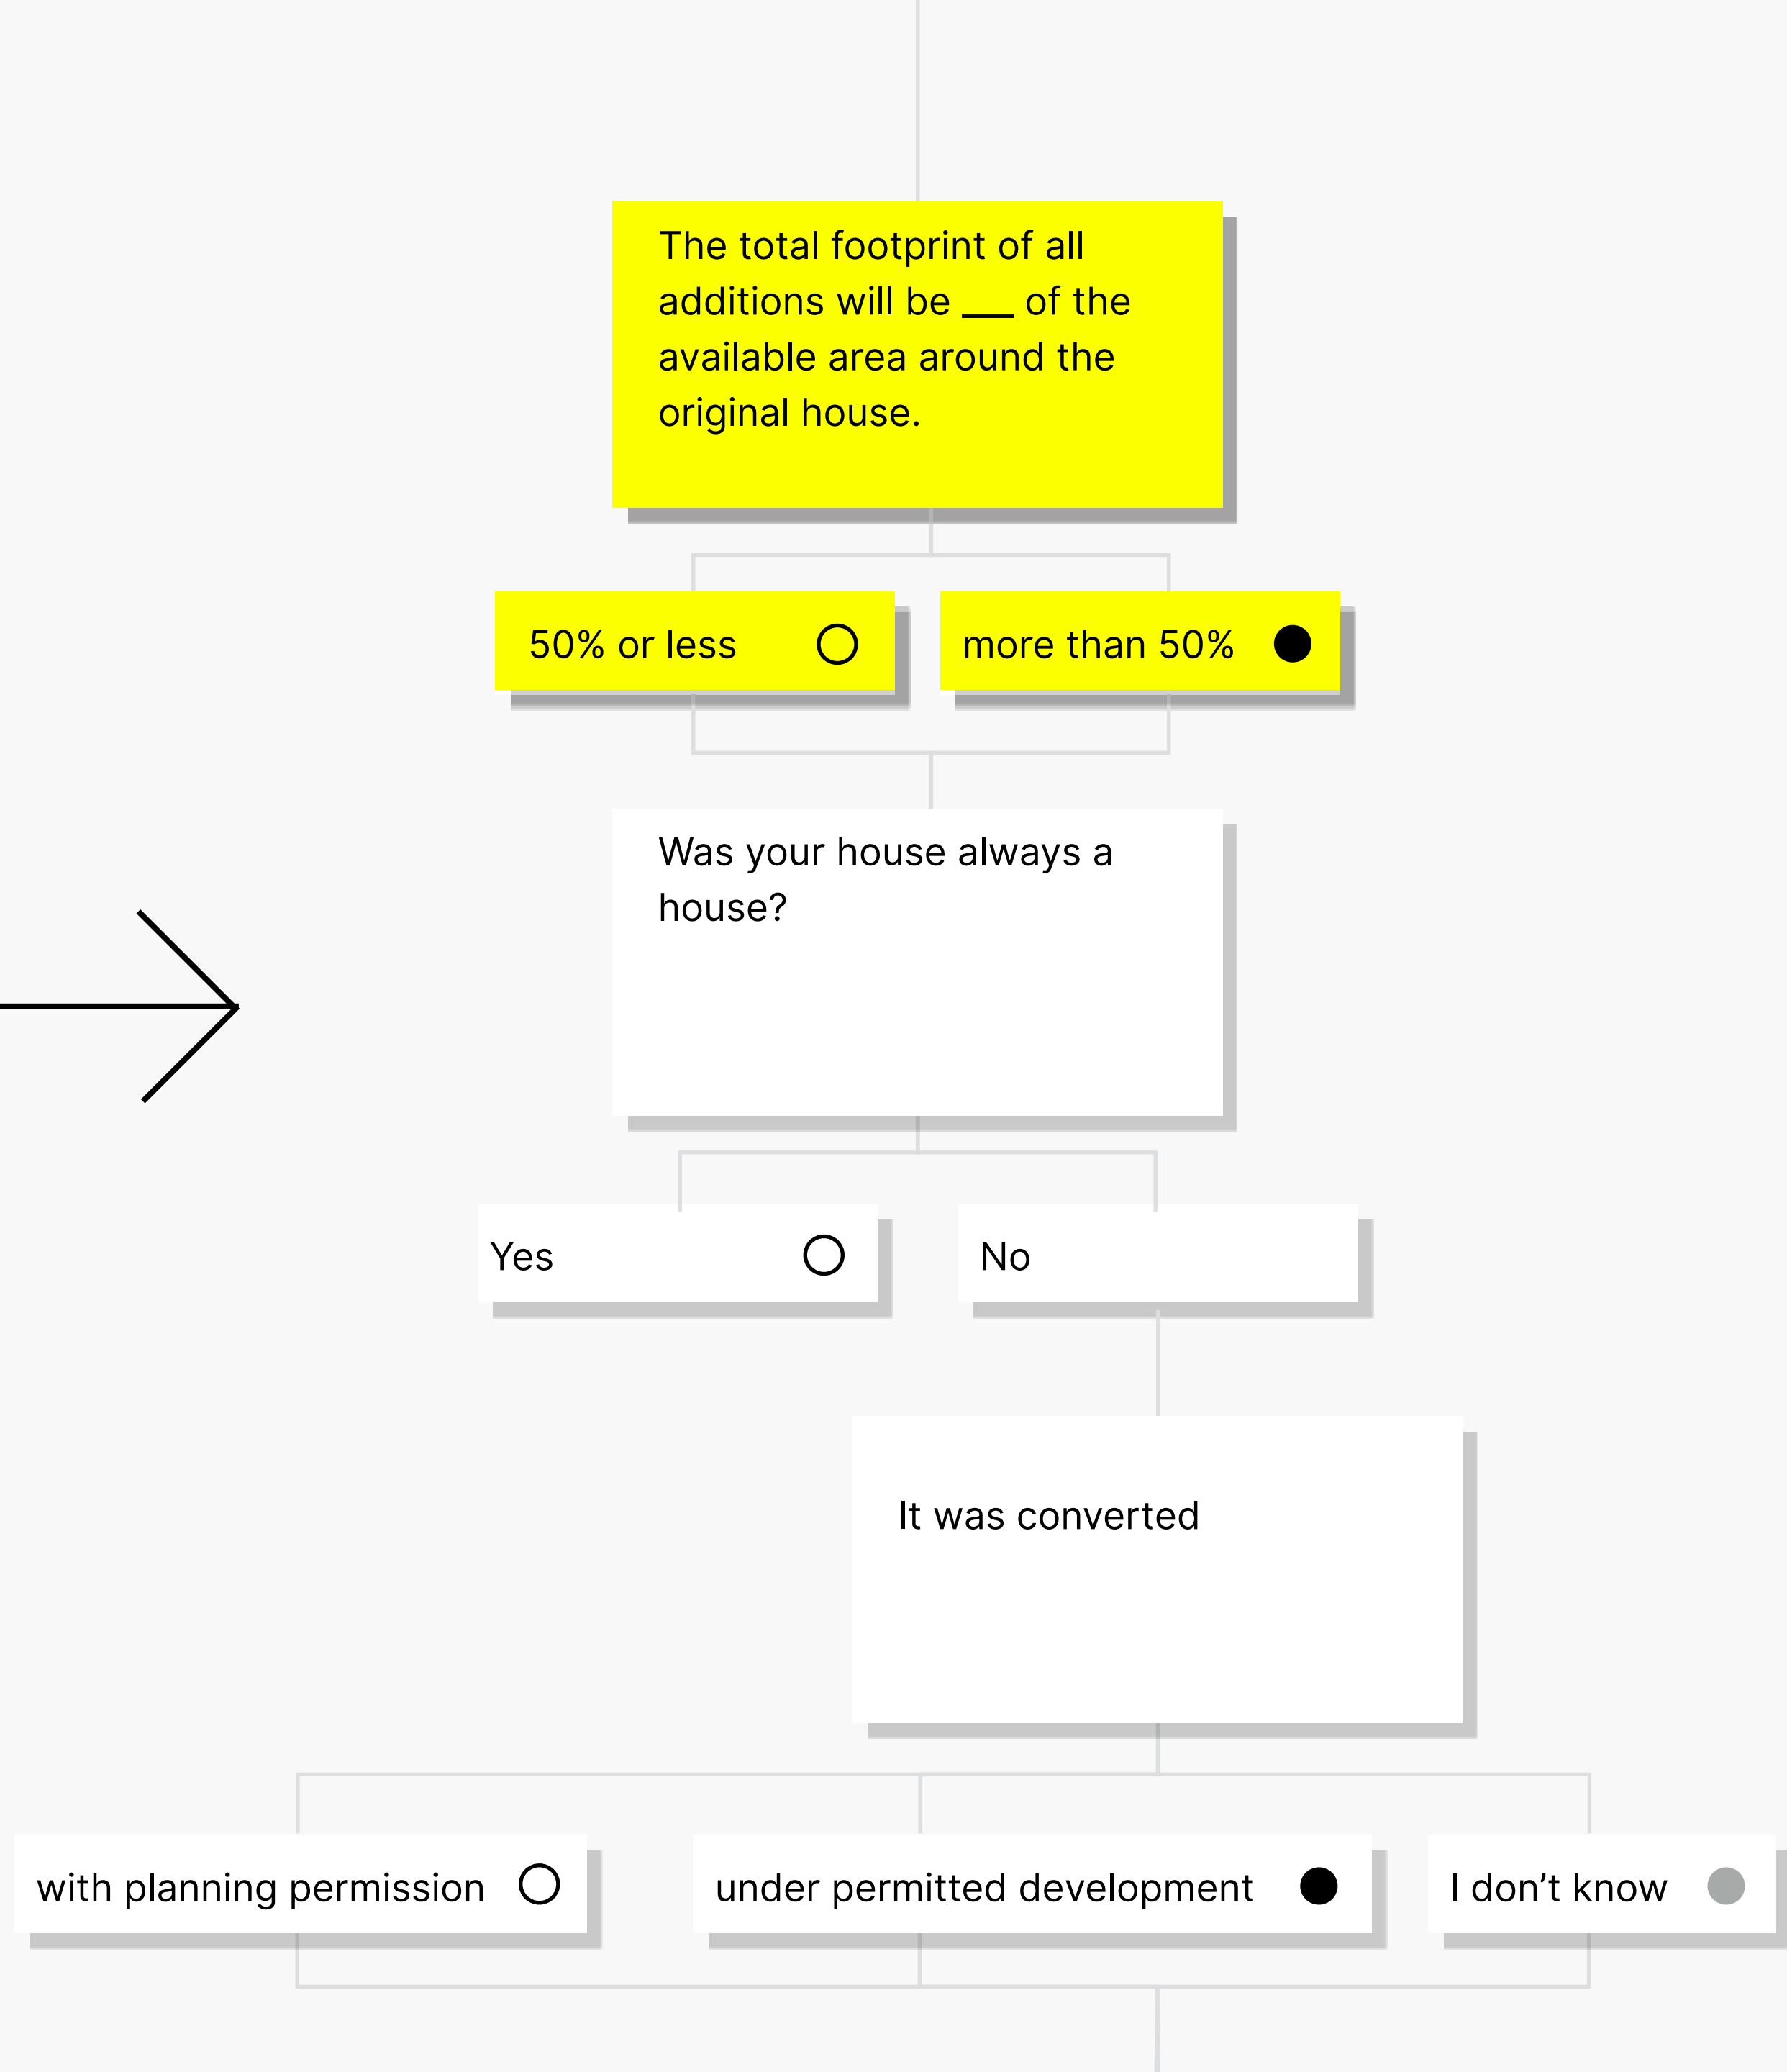 The total footprint of all
additions will be ___ of the
available area around the
original house.
50% or less
more than 50%
Was your house always a
house?
Yes
No
It was converted
with planning permission
under permitted development
I don’t know